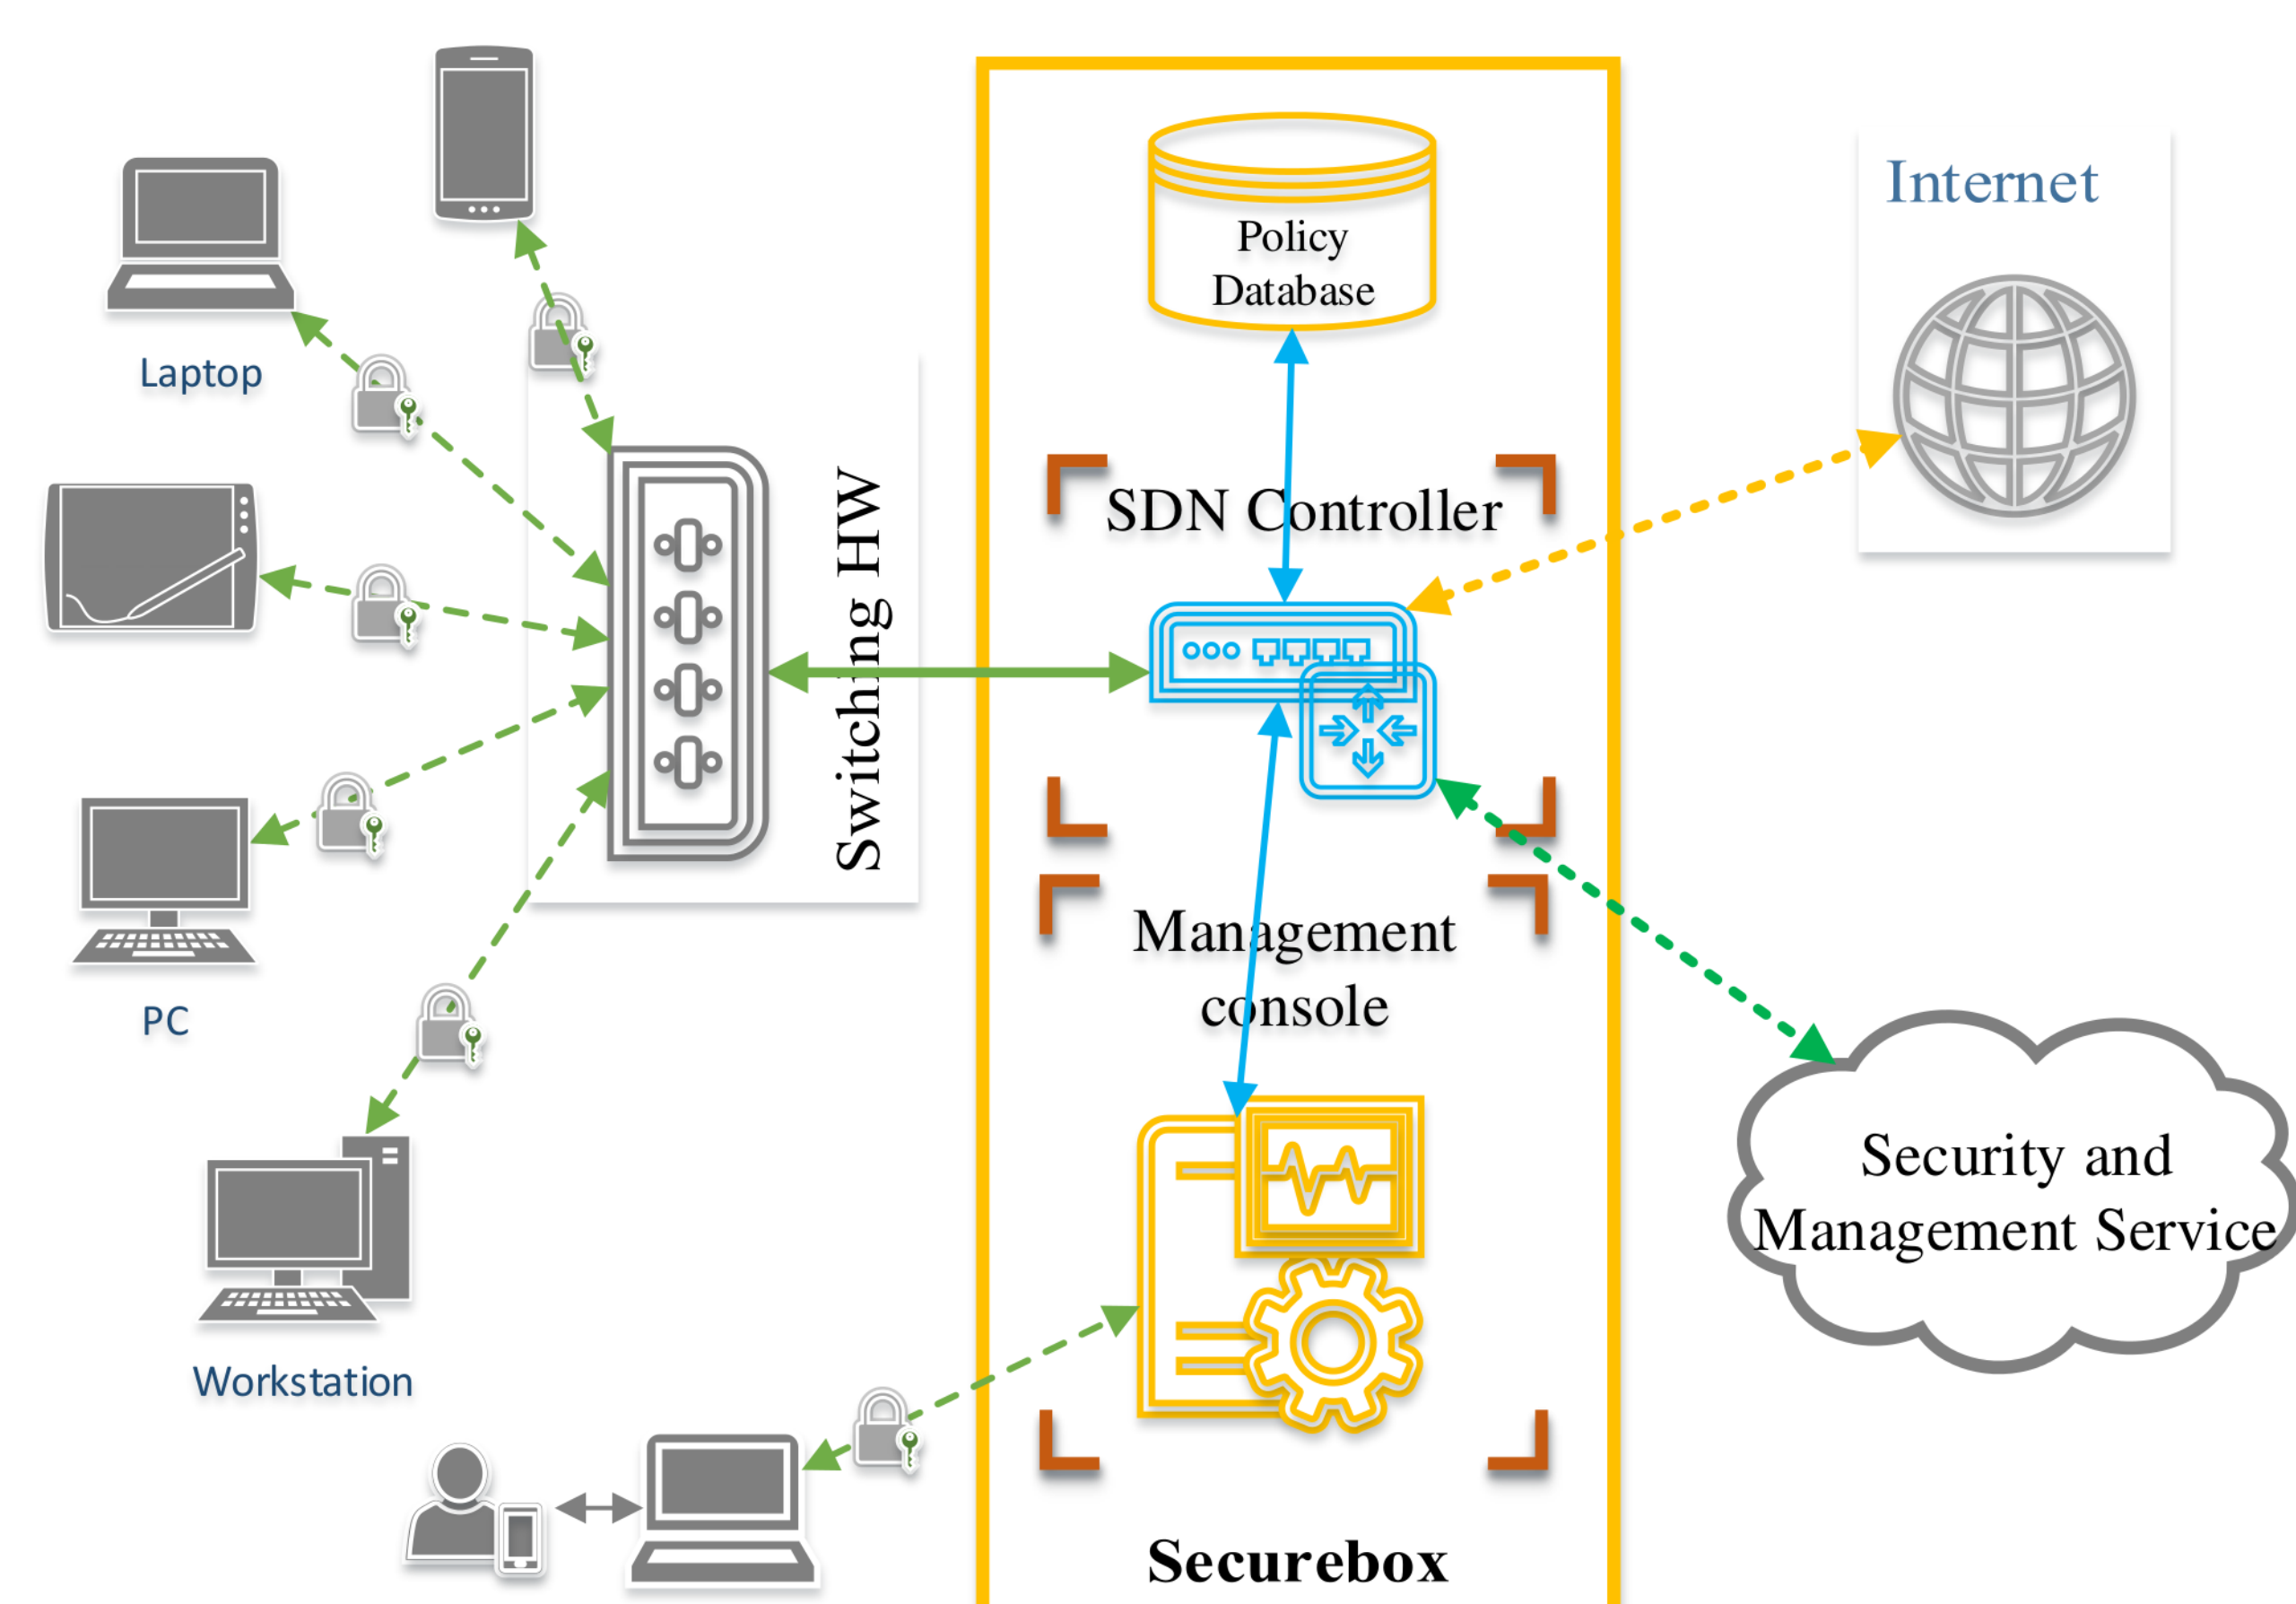 Laptop
PC
Workstation
Switching HW
Policy
Database
SDN Controller
Management
console
Securebox
Internet
Security and
Management Service